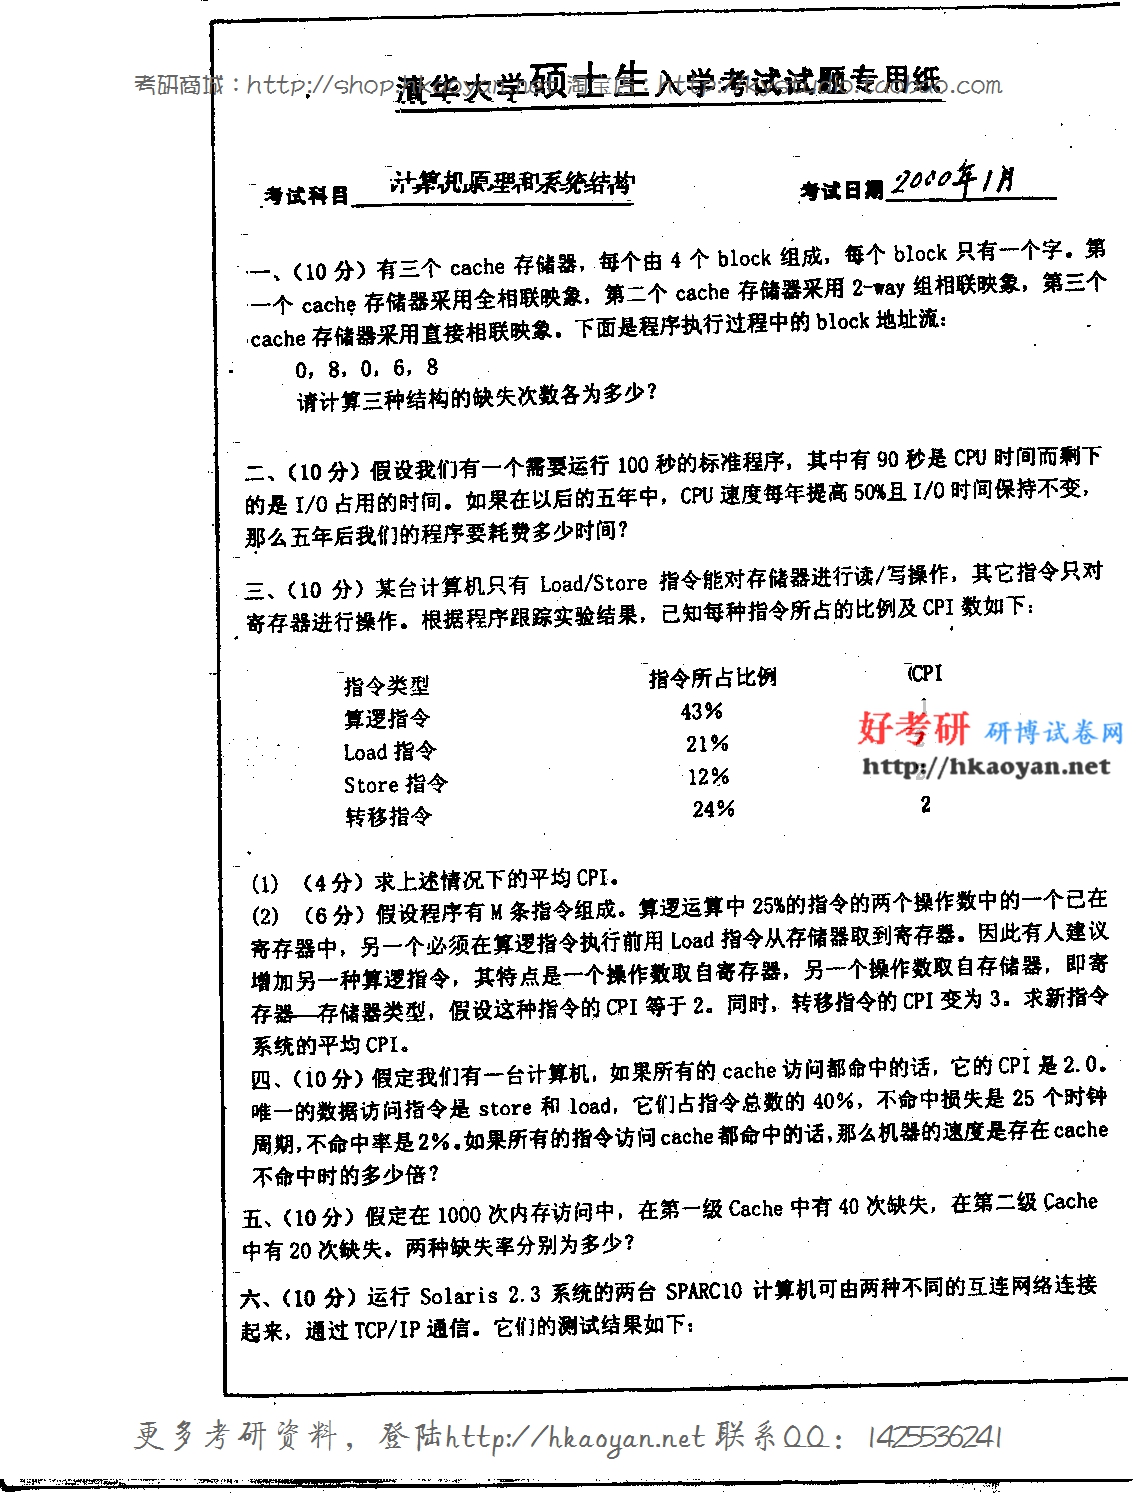 考研商城：http://shop.hkaoyan.net 淘宝店：http://kystudio.taobao.com
清华大学硕士生入学考试试题专用纸
考试科目 计算机原理和系统结构 考试日期 2000年1月
一、（10 分）有三个 cache 存储器，每个由 4 个 block 组成，每个 block 只有一个字。第
一个 cache 存储器采用全相联映象，第二个 cache 存储器采用 2-way 组相联映象，第三个
cache 存储器采用直接相联映象。下面是程序执行过程中的 block 地址流：
0，8，0，6，8
请计算三种结构的缺失次数各为多少？
二、（10 分）假设我们有一个需要运行 100 秒的标准程序，其中有 90 秒是 CPU 时间而剩下
的是 I/O 占用的时间。如果在以后的五年中，CPU 速度每年提高 50%且 I/O 时间保持不变，
那么五年后我们的程序要耗费多少时间？
三、（10 分）某台计算机只有 Load/Store 指令能对存储器进行读/写操作，其它指令只对
寄存器进行操作。根据程序跟踪实验结果，已知每种指令所占的比例及 CPI 数如下：
指令类型 指令所占比例 CPI
算逻指令 43% 1
Load 指令 21%
Store 指令 12%
转移指令 24% 2
好考研 研博试卷网
http://hkaoyan.net
(1) （4 分）求上述情况下的平均 CPI。
(2) （6 分）假设程序有 M 条指令组成。算逻运算中 25%的指令的两个操作数中的一个已在
寄存器中，另一个必须在算逻指令执行前用 Load 指令从存储器取到寄存器。因此有人建议
增加另一种算逻指令，其特点是一个操作数取自寄存器，另一个操作数取自存储器，即寄
存器—存储器类型，假设这种指令的 CPI 等于 2。同时，转移指令的 CPI 变为 3。求新指令
系统的平均 CPI。
四、（10 分）假定我们有一台计算机，如果所有的 cache 访问都命中的话，它的 CPI 是 2.0。
唯一的数据访问指令是 store 和 load，它们占指令总数的 40%，不命中损失是 25 个时钟
周期，不命中率是 2%。如果所有的指令访问 cache 都命中的话，那么机器的速度是存在 cache
不命中时的多少倍？
五、（10 分）假定在 1000 次内存访问中，在第一级 Cache 中有 40 次缺失，在第二级 Cache
中有 20 次缺失。两种缺失率分别为多少？
六、（10 分）运行 Solaris 2.3 系统的两台 SPARC10 计算机可由两种不同的互连网络连接
起来，通过 TCP/IP 通信。它们的测试结果如下：
更多考研资料，登陆http://hkaoyan.net 联系QQ：1425536241